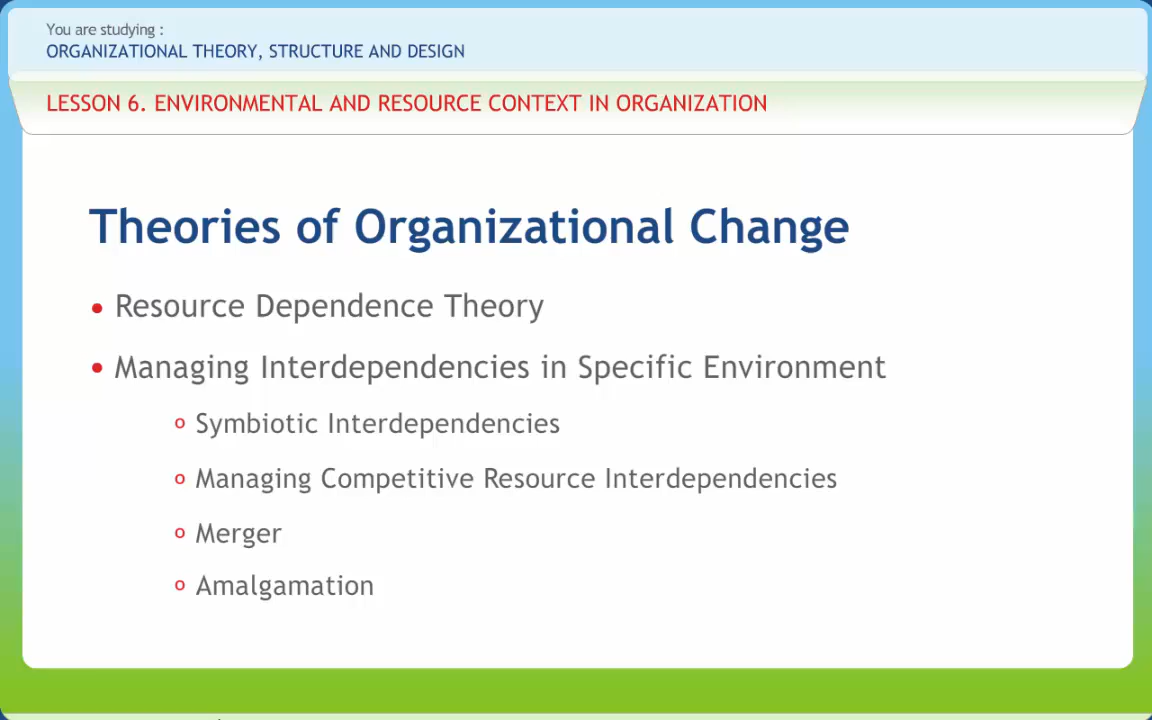 You are studying :
ORGANIZATIONAL THEORY, STRUCTURE AND DESIGN
LESSON 6. ENVIRONMENTAL AND RESOURCE CONTEXT IN ORGANIZATION
Theories of Organizational Change
• Resource Dependence Theory
• Managing Interdependencies in Specific Environment
o Symbiotic Interdependencies
o Managing Competitive Resource Interdependencies
o Merger
o Amalgamation